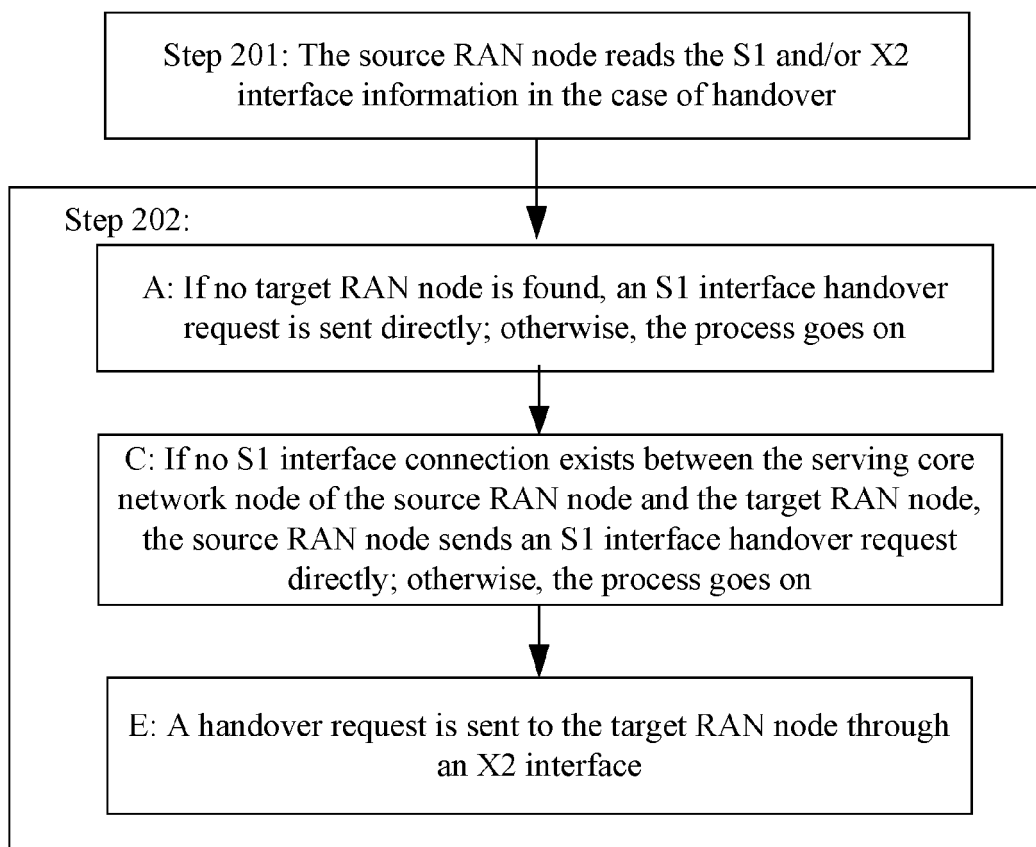 Step 201: The source RAN node reads the S1 and/or X2
interface information in the case of handover
Step 202:
A: If no target RAN node is found, an S1 interface handover
request is sent directly; otherwise, the process goes on
C: If no S1 interface connection exists between the serving core
network node of the source RAN node and the target RAN node,
the source RAN node sends an S1 interface handover request
directly; otherwise, the process goes on
E: A handover request is sent to the target RAN node through
an X2 interface